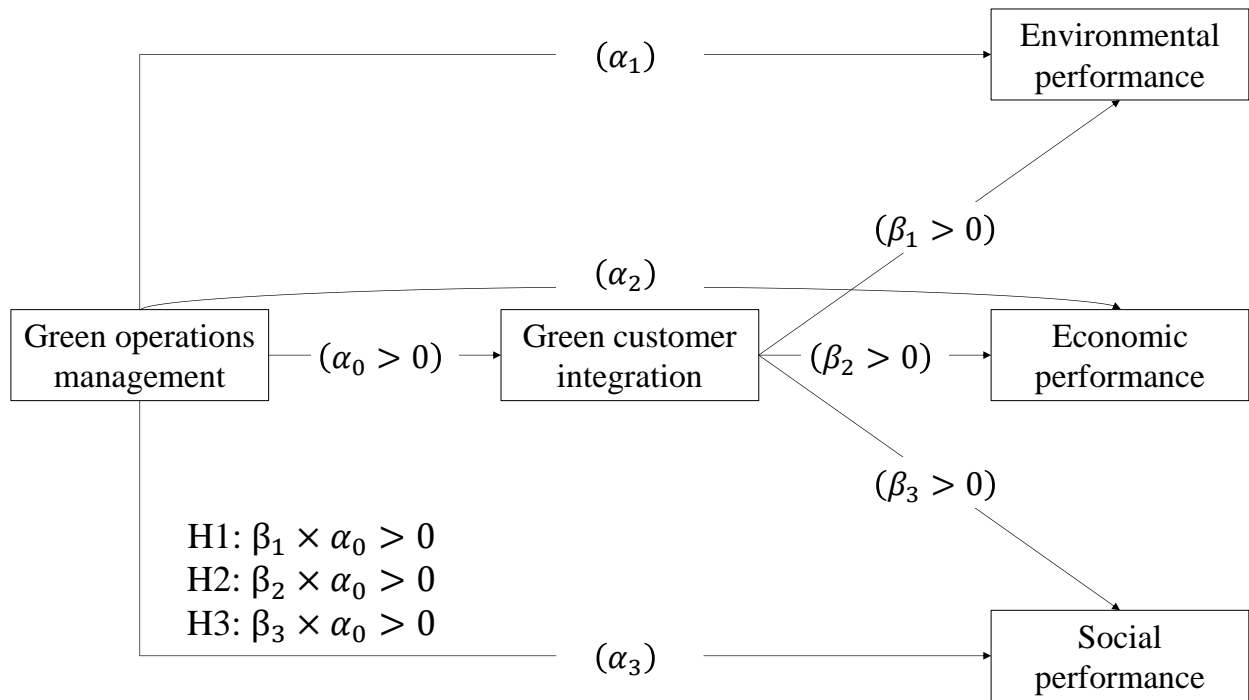 Environmental
performance
(α₁)
(β₁ > 0)
(α₂)
Green operations
management
(α₀ > 0)
Green customer
integration
(β₂ > 0)
Economic
performance
(β₃ > 0)
H1: β₁ × α₀ > 0
H2: β₂ × α₀ > 0
H3: β₃ × α₀ > 0
(α₃)
Social
performance